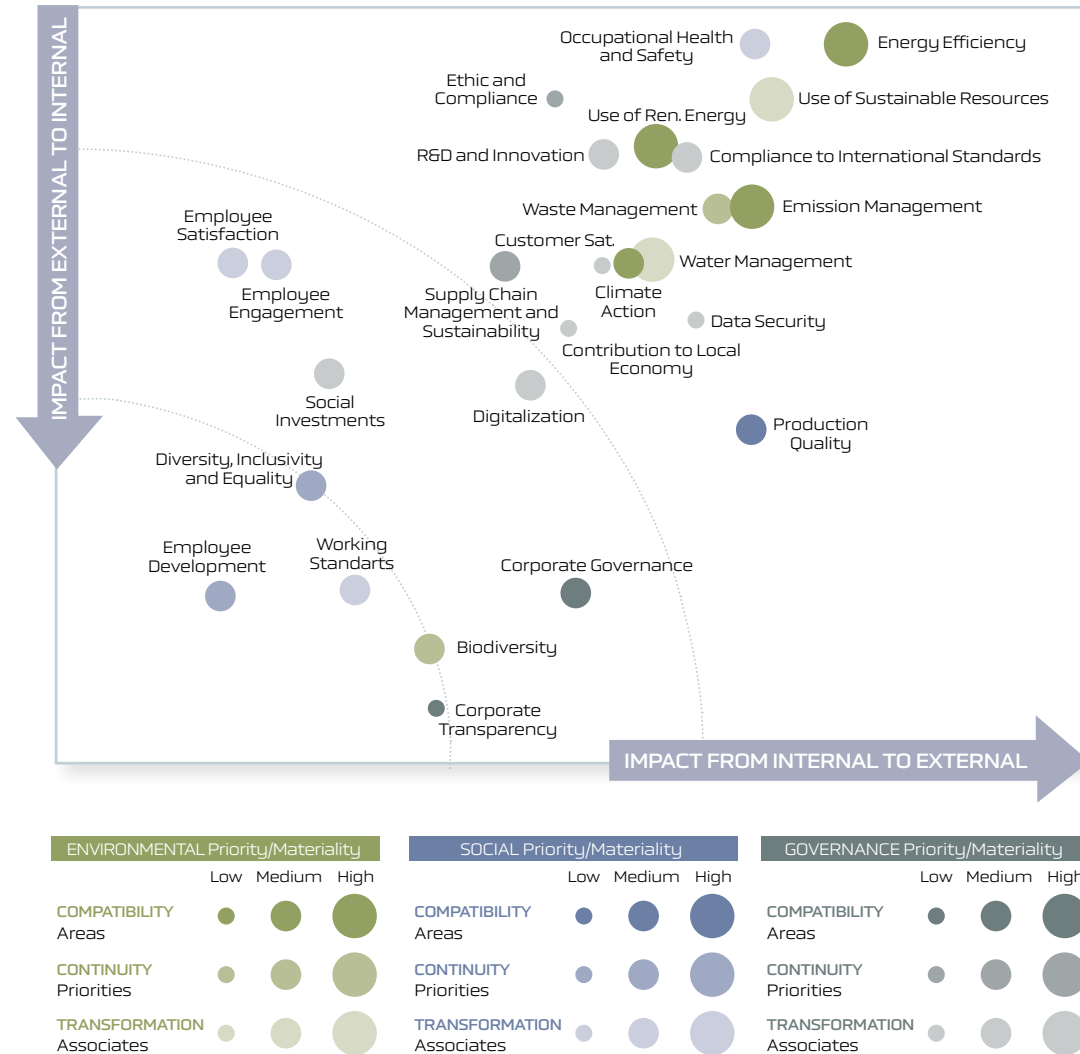 IMPACT FROM EXTERNAL TO INTERNAL
Occupational Health
and Safety
Energy Efficiency
Ethic and
Compliance
Use of Sustainable Resources
Use of Ren. Energy
R&D and Innovation
Compliance to International Standards
Waste Management
Emission Management
Employee
Satisfaction
Customer Sat.
Water Management
Employee
Engagement
Supply Chain
Management and
Sustainability
Climate
Action
Data Security
Contribution to Local
Economy
Social
Investments
Digitalization
Production
Quality
Diversity, Inclusivity
and Equality
Employee
Development
Working
Standarts
Corporate Governance
Biodiversity
Corporate
Transparency
IMPACT FROM INTERNAL TO EXTERNAL
ENVIRONMENTAL Priority/Materiality
Low Medium High
COMPATIBILITY
Areas
CONTINUITY
Priorities
TRANSFORMATION
Associates
SOCIAL Priority/Materiality
Low Medium High
COMPATIBILITY
Areas
CONTINUITY
Priorities
TRANSFORMATION
Associates
GOVERNANCE Priority/Materiality
Low Medium High
COMPATIBILITY
Areas
CONTINUITY
Priorities
TRANSFORMATION
Associates